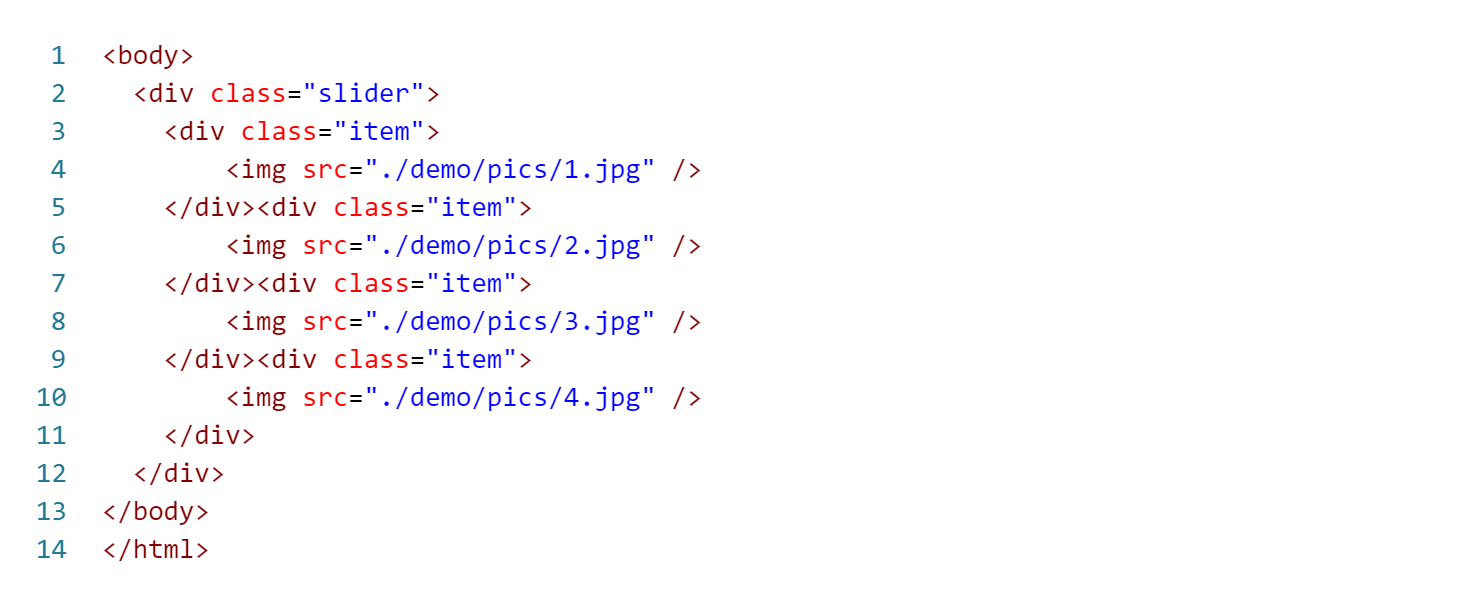 1 <body>
2   <div class="slider">
3     <div class="item">
4         <img src="./demo/pics/1.jpg" />
5     </div><div class="item">
6         <img src="./demo/pics/2.jpg" />
7     </div><div class="item">
8         <img src="./demo/pics/3.jpg" />
9     </div><div class="item">
10         <img src="./demo/pics/4.jpg" />
11     </div>
12   </div>
13 </body>
14 </html>